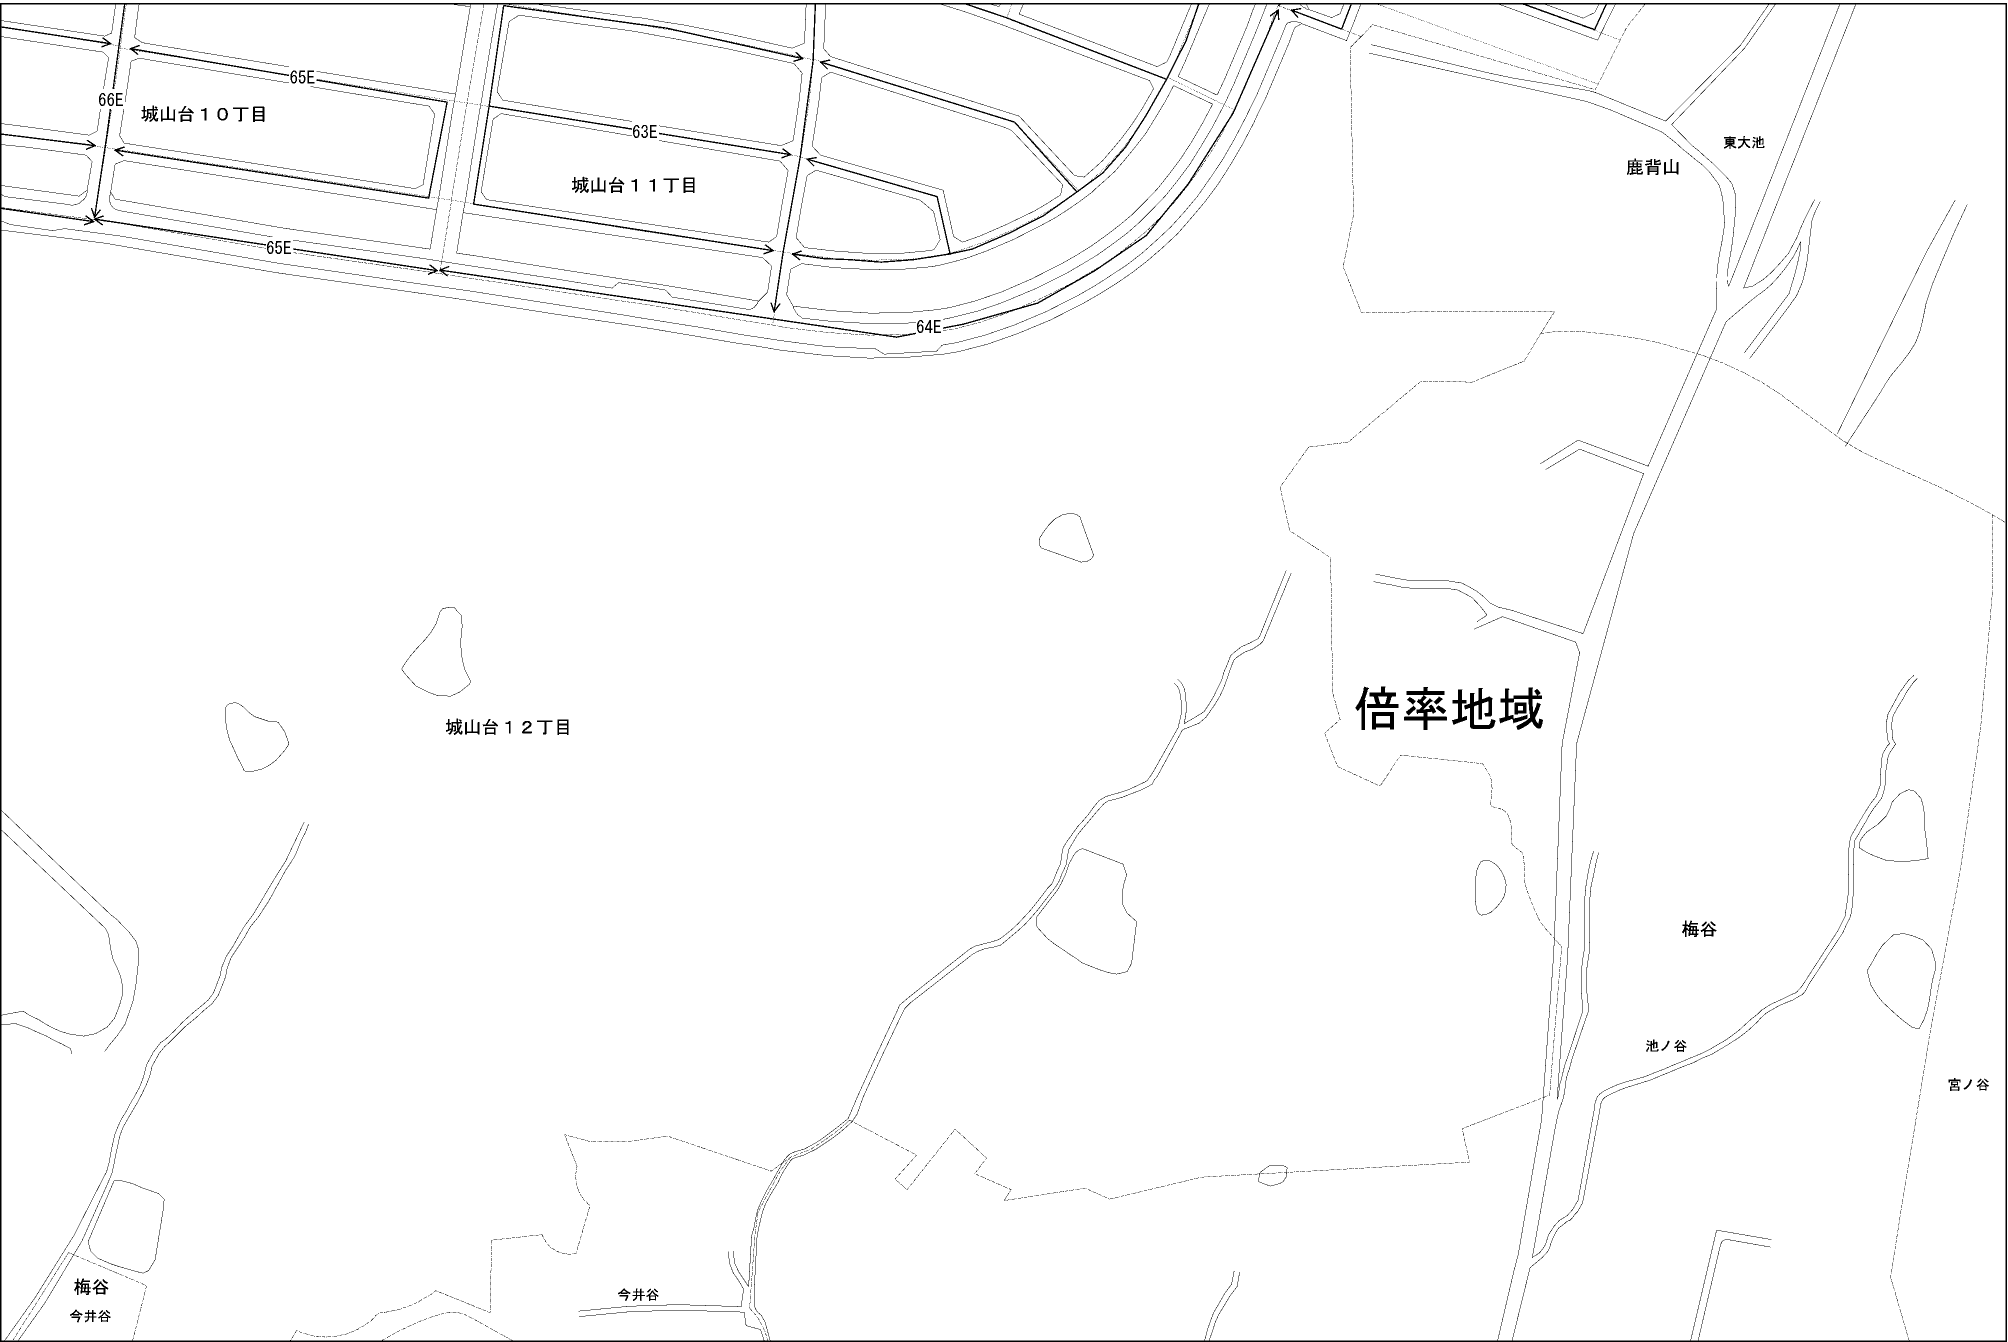 65E
66E
城山台１０丁目
63E
東大池
鹿背山
城山台１１丁目
65E
64E
倍率地域
城山台１２丁目
梅谷
池ノ谷
宮ノ谷
梅谷
今井谷
今井谷